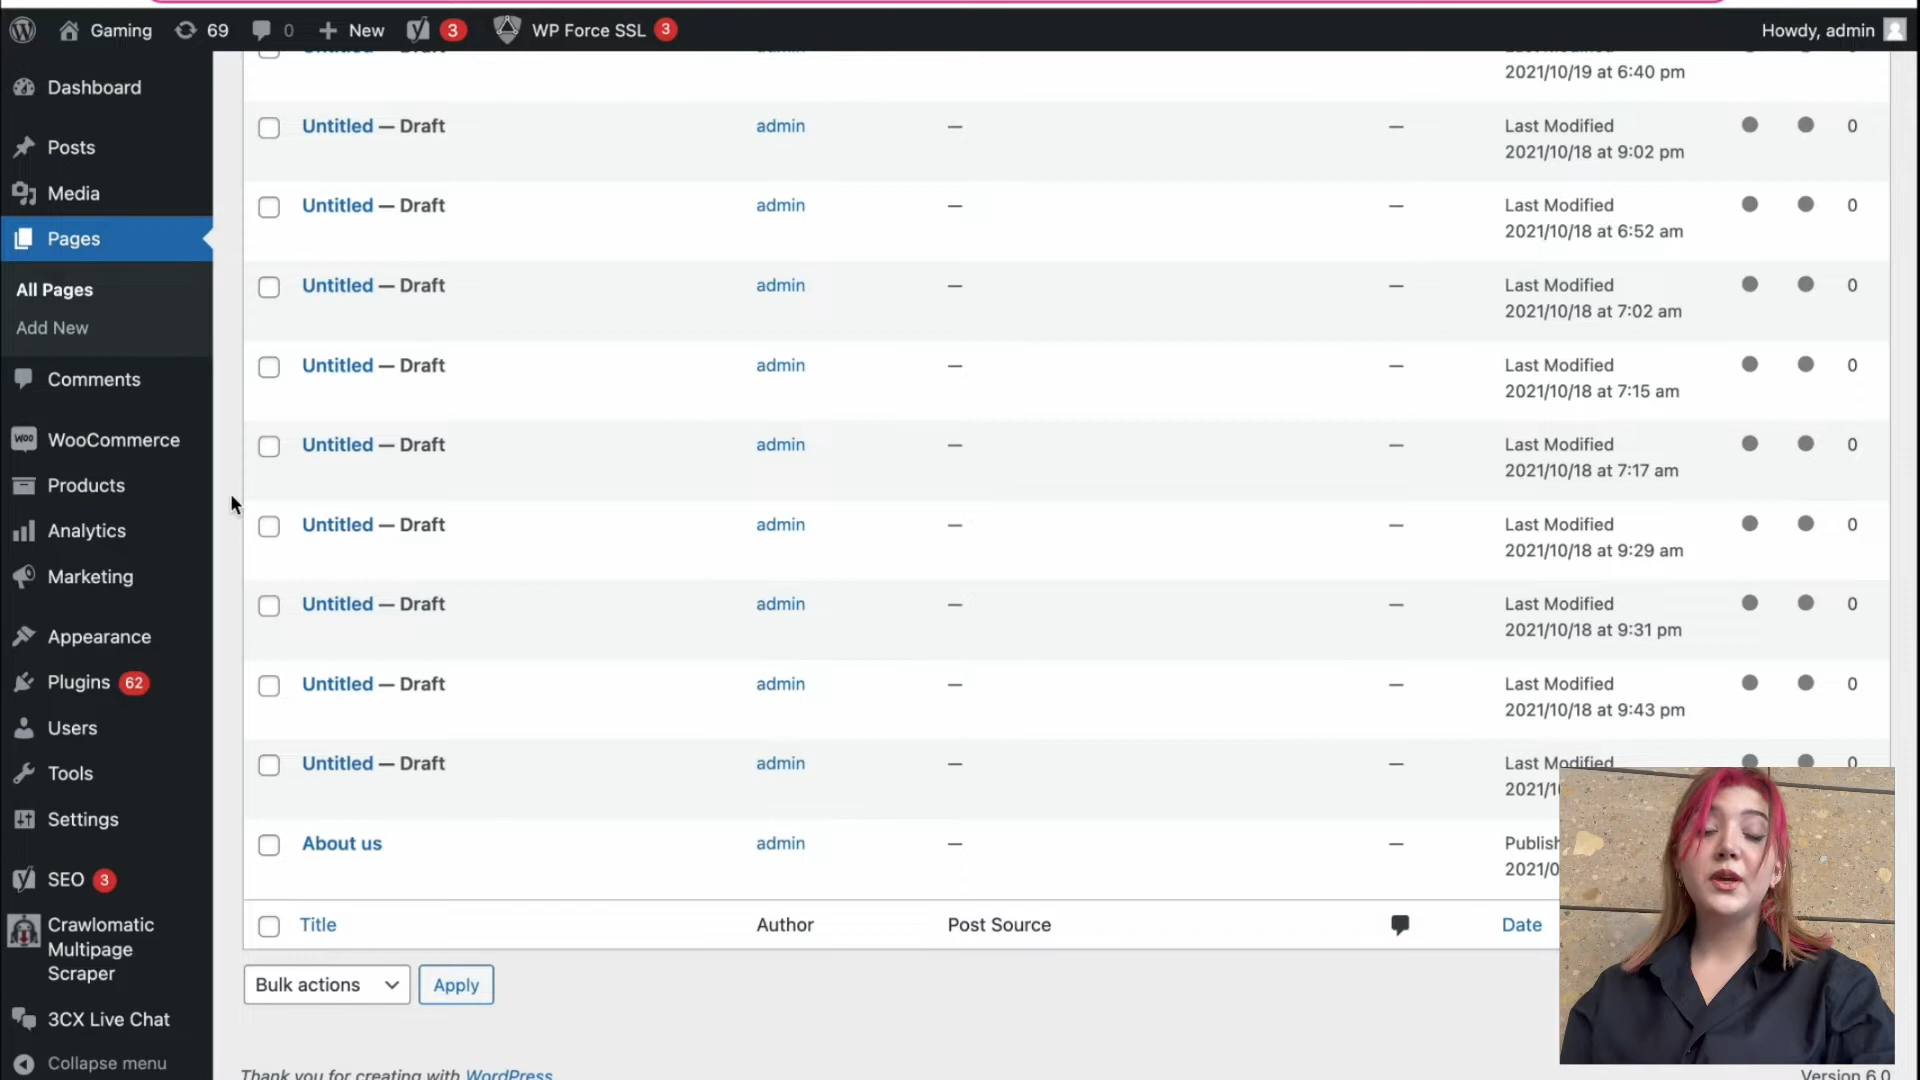 Gaming 69 0 + New 3 WP Force SSL 3 Howdy, admin
Dashboard
Posts
Media
Pages
All Pages
Add New
Comments
WooCommerce
Products
Analytics
Marketing
Appearance
Plugins 62
Users
Tools
Settings
SEO 3
Crawlomatic
Multipage
Scraper
3CX Live Chat
Collapse menu
2021/10/19 at 6:40 pm
Untitled — Draft admin — — Last Modified 0
2021/10/18 at 9:02 pm
Untitled — Draft admin — — Last Modified 0
2021/10/18 at 6:52 am
Untitled — Draft admin — — Last Modified 0
2021/10/18 at 7:02 am
Untitled — Draft admin — — Last Modified 0
2021/10/18 at 7:15 am
Untitled — Draft admin — — Last Modified 0
2021/10/18 at 7:17 am
Untitled — Draft admin — — Last Modified 0
2021/10/18 at 9:29 am
Untitled — Draft admin — — Last Modified 0
2021/10/18 at 9:31 pm
Untitled — Draft admin — — Last Modified 0
2021/10/18 at 9:43 pm
Untitled — Draft admin — — Last Modified 0
2021/1
About us admin — — Publish
2021/0
Title Author Post Source Date
Bulk actions Apply
Thank you for creating with WordPress
Version 6.0